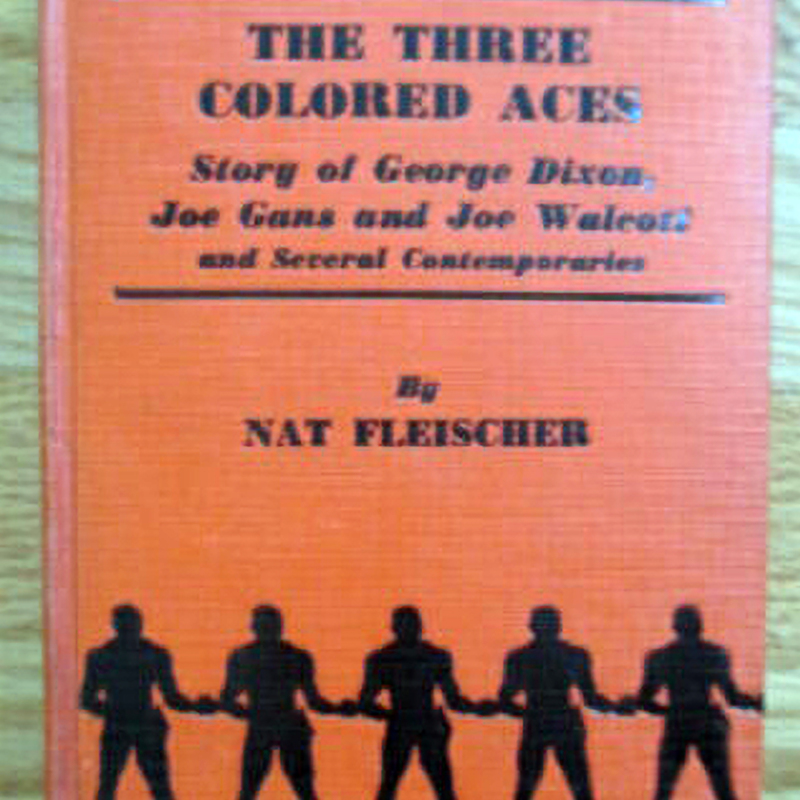 THE THREE
COLORED ACES
Story of George Dixon,
Joe Gans and Joe Walcott
and Several Contemporaries
By
NAT FLEISCHER